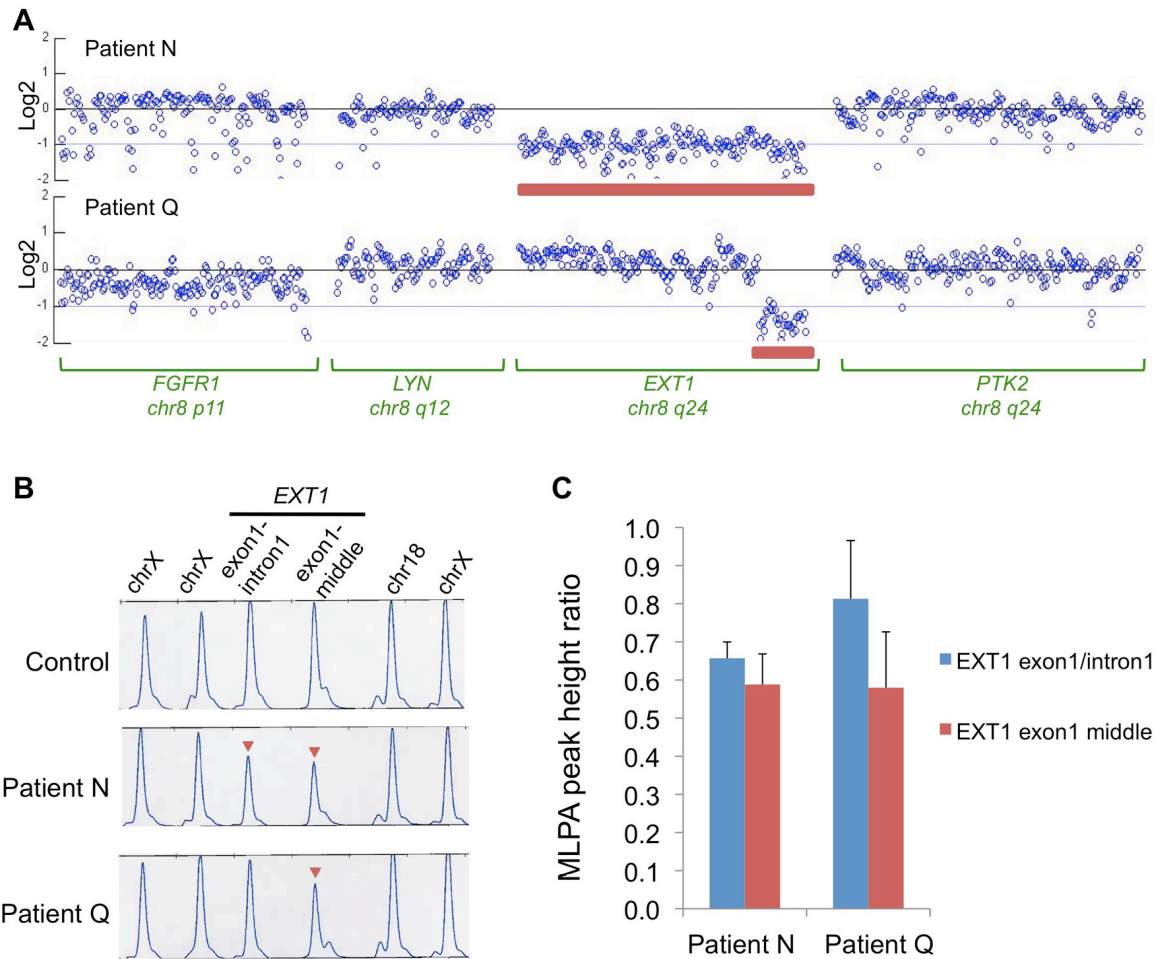 A
Patient N
Log2
2
1
0
-1
-2
Patient Q
Log2
2
1
0
-1
-2
FGFR1
chr8 p11
LYN
chr8 q12
EXT1
chr8 q24
PTK2
chr8 q24
B
EXT1
chrX
chrX
exon1-
intron1
exon1-
middle
chr18
chrX
Control
Patient N
Patient Q
C
MLPA peak height ratio
1.0
0.9
0.8
0.7
0.6
0.5
0.4
0.3
0.2
0.1
0.0
Patient N
Patient Q
EXT1 exon1/intron1
EXT1 exon1 middle